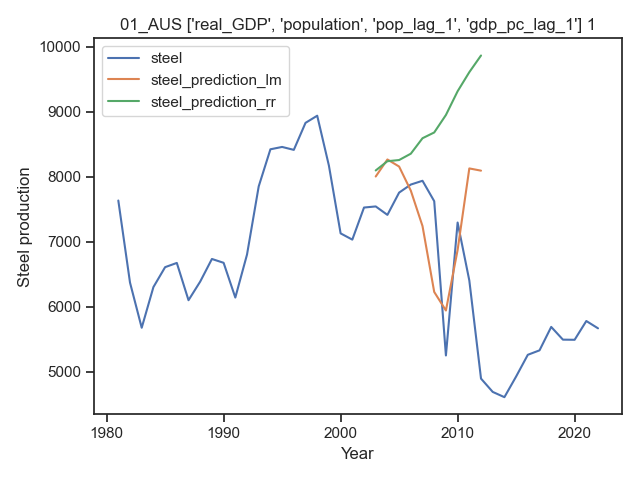 01_AUS ['real_GDP', 'population', 'pop_lag_1', 'gdp_pc_lag_1'] 1
steel
steel_prediction_lm
steel_prediction_rr
10000
9000
8000
7000
6000
5000
Steel production
1980
1990
2000
2010
2020
Year